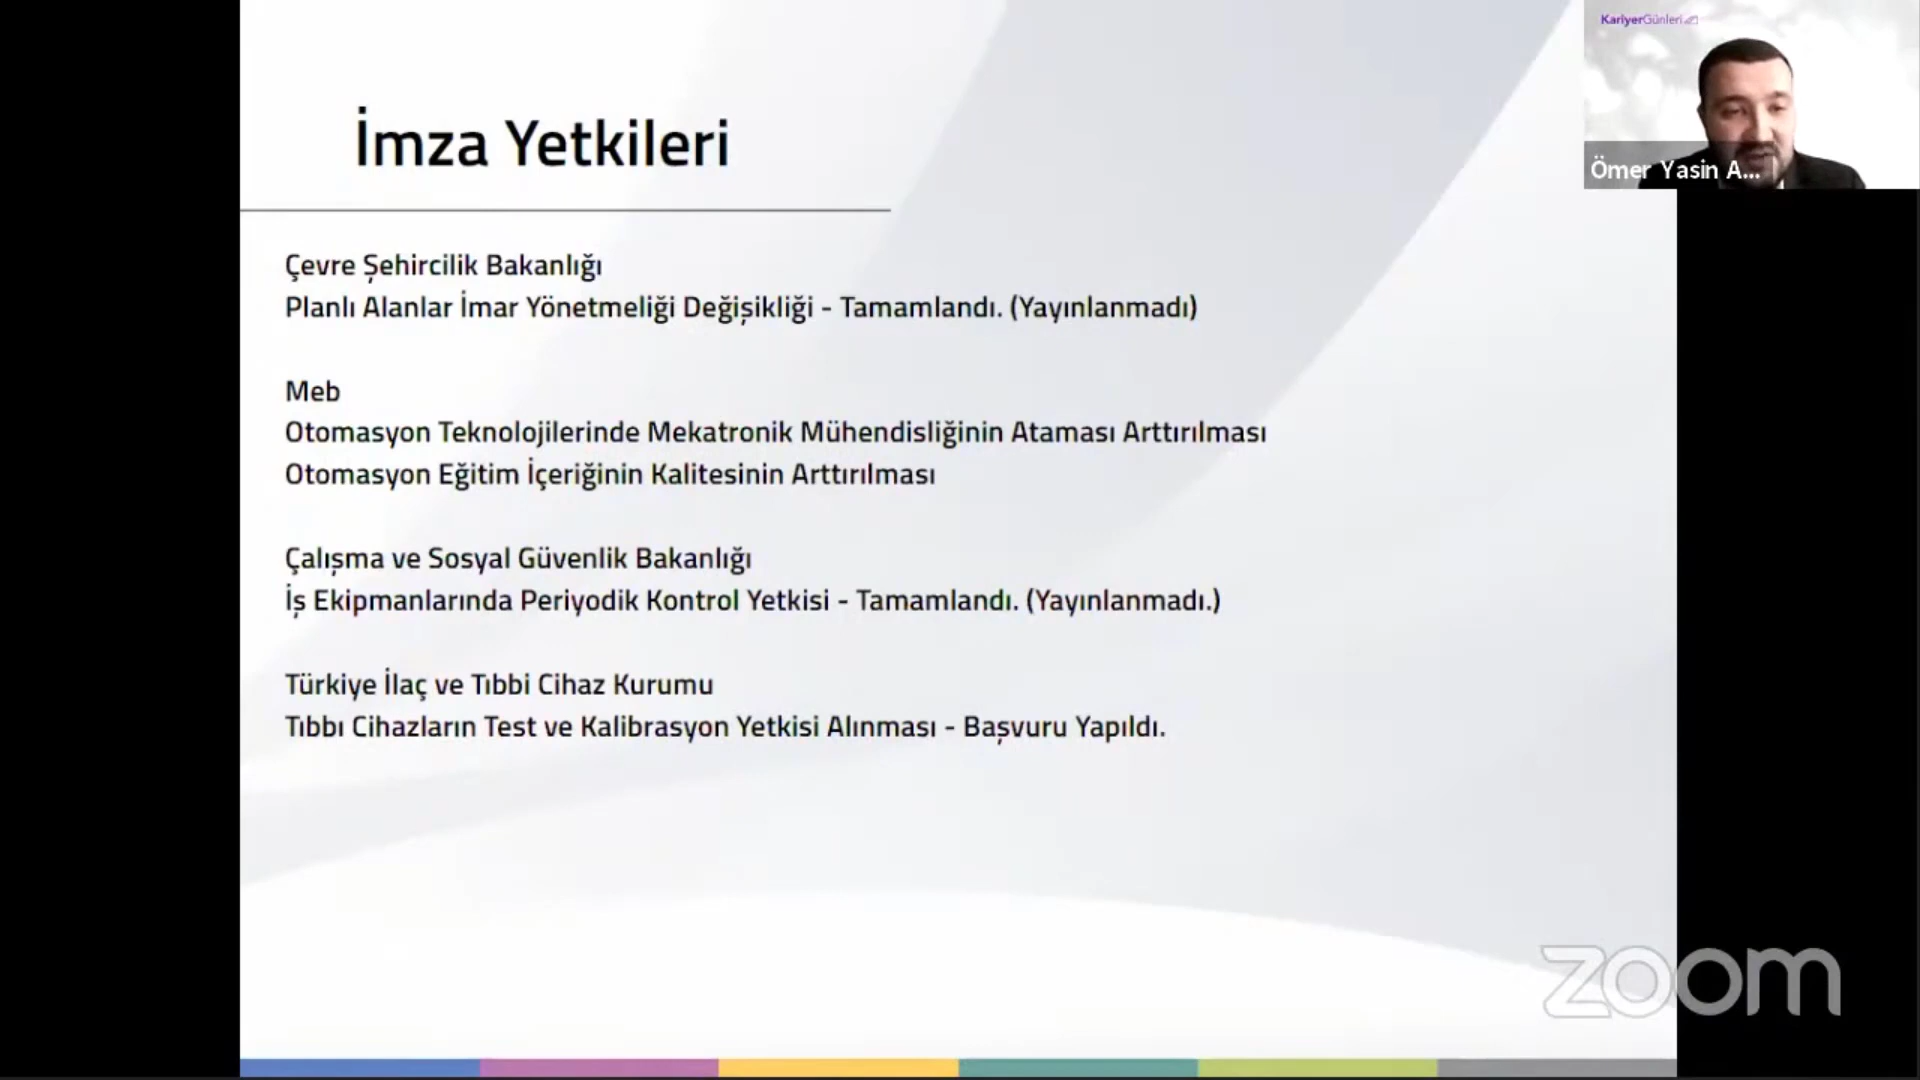 KariyerGünleri
Ömer Yasin A...
İmza Yetkileri
Çevre Şehircilik Bakanlığı
Planlı Alanlar İmar Yönetmeliği Değişikliği - Tamamlandı. (Yayınlanmadı)
Meb
Otomasyon Teknolojilerinde Mekatronik Mühendisliğinin Ataması Arttırılması
Otomasyon Eğitim İçeriğinin Kalitesinin Arttırılması
Çalışma ve Sosyal Güvenlik Bakanlığı
İş Ekipmanlarında Periyodik Kontrol Yetkisi - Tamamlandı. (Yayınlanmadı.)
Türkiye İlaç ve Tıbbi Cihaz Kurumu
Tıbbı Cihazların Test ve Kalibrasyon Yetkisi Alınması - Başvuru Yapıldı.
zoom